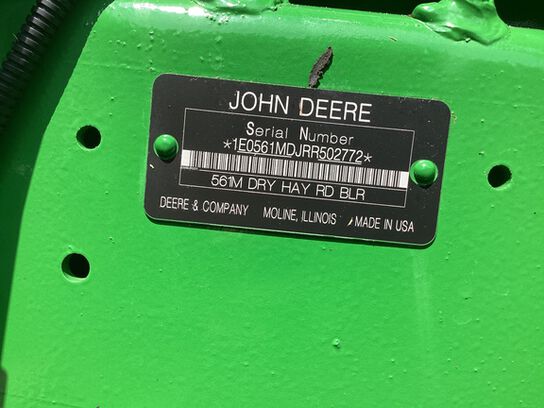 JOHN DEERE
Serial Number
*1E0561MDJRR502772*
561M DRY HAY RD BLR
DEERE & COMPANY MOLINE, ILLINOIS MADE IN USA